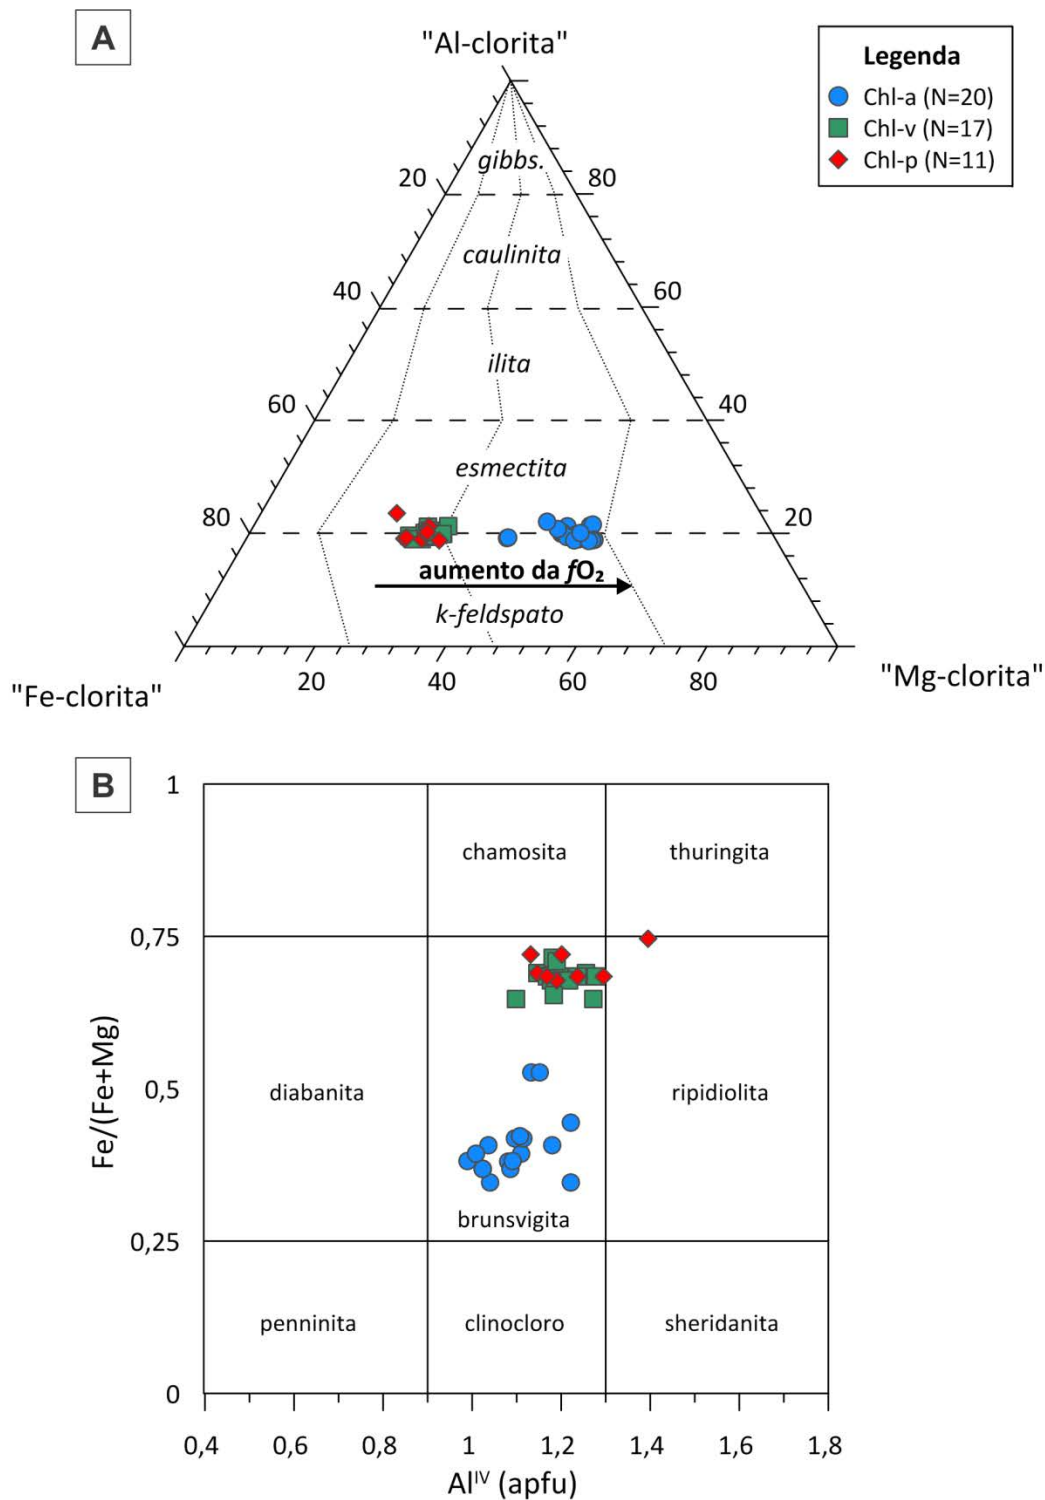 A
"Al-clorita"
Legenda
Chl-a (N=20)
Chl-v (N=17)
Chl-p (N=11)
gibbs.
20
80
caulinita
40
60
ilita
60
40
esmectita
80
20
aumento da fO₂
k-feldspato
"Fe-clorita"
20
40
60
80
"Mg-clorita"
B
1
chamosita
thuringita
0,75
Fe/(Fe+Mg)
0,5
diabanita
ripidiolita
brunsvigita
0,25
penninita
clinocloro
sheridanita
0
0,4
0,6
0,8
1
1,2
1,4
1,6
1,8
Alᴵⱽ (apfu)